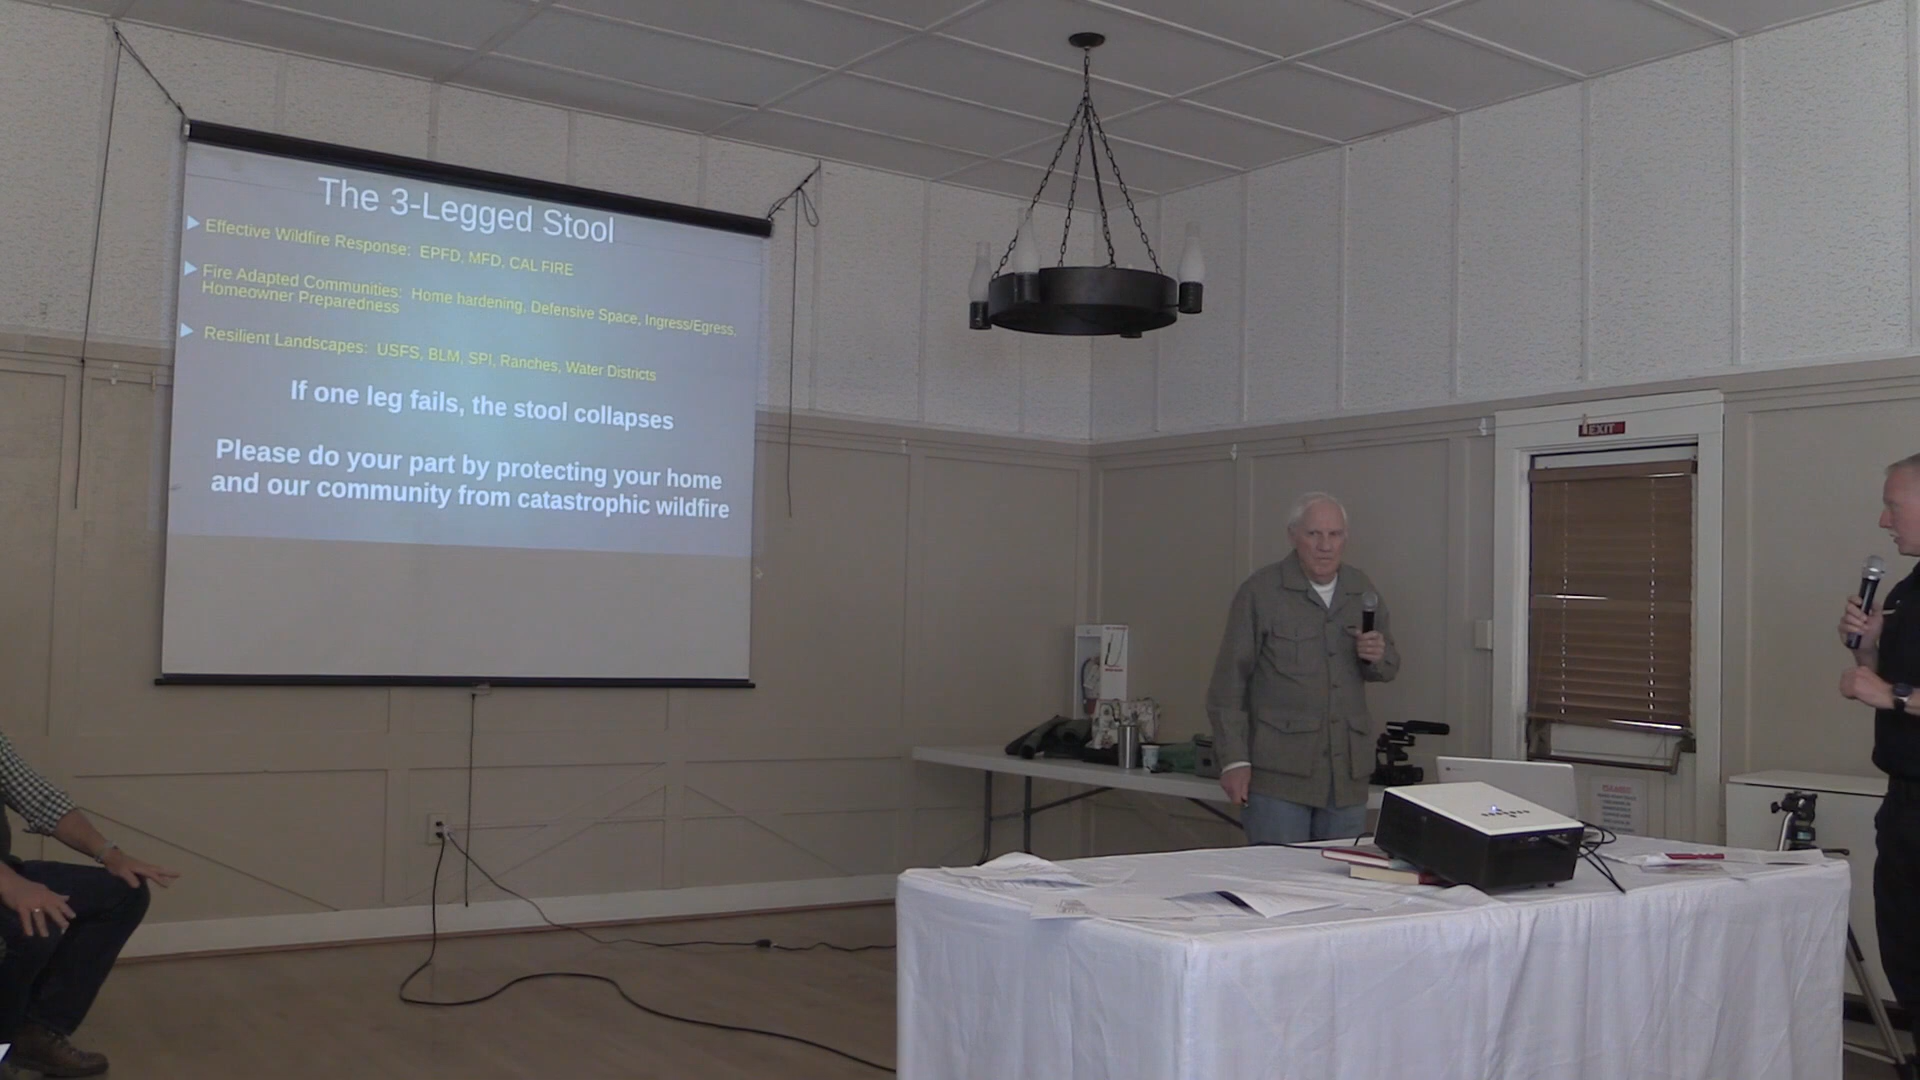 The 3-Legged Stool
Effective Wildfire Response: EPFD, MFD, CAL FIRE
Fire Adapted Communities: Home hardening, Defensive Space, Ingress/Egress,
Homeowner Preparedness
Resilient Landscapes: USFS, BLM, SPI, Ranches, Water Districts
If one leg fails, the stool collapses
Please do your part by protecting your home
and our community from catastrophic wildfire
EXIT